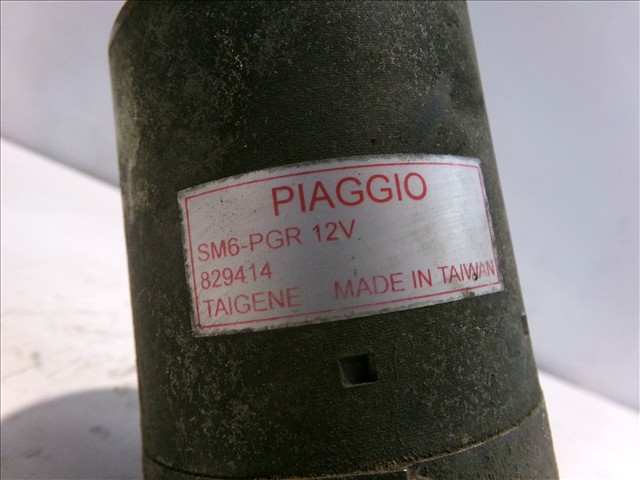 PIAGGIO
SM6-PGR 12V
829414
TAIGENE MADE IN TAIWAN